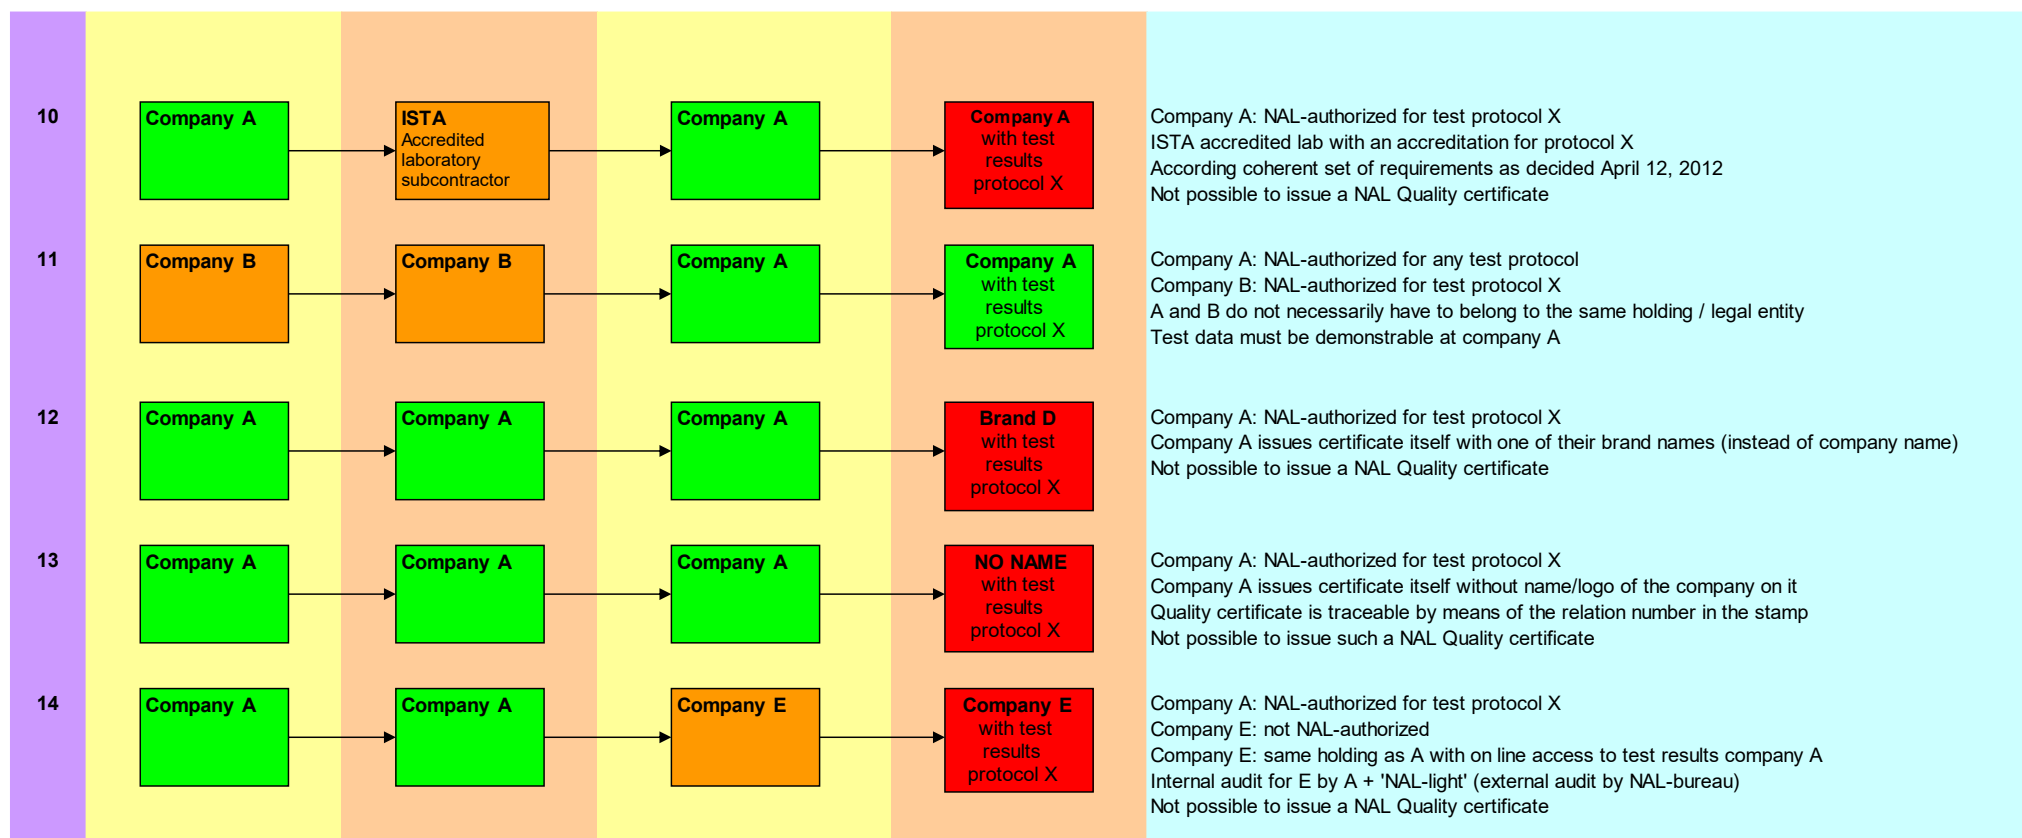 10
Company A
ISTA
Accredited
laboratory
subcontractor
Company A
Company A
with test
results
protocol X
Company A: NAL-authorized for test protocol X
ISTA accredited lab with an accreditation for protocol X
According coherent set of requirements as decided April 12, 2012
Not possible to issue a NAL Quality certificate
11
Company B
Company B
Company A
Company A
with test
results
protocol X
Company A: NAL-authorized for any test protocol
Company B: NAL-authorized for test protocol X
A and B do not necessarily have to belong to the same holding / legal entity
Test data must be demonstrable at company A
12
Company A
Company A
Company A
Brand D
with test
results
protocol X
Company A: NAL-authorized for test protocol X
Company A issues certificate itself with one of their brand names (instead of company name)
Not possible to issue a NAL Quality certificate
13
Company A
Company A
Company A
NO NAME
with test
results
protocol X
Company A: NAL-authorized for test protocol X
Company A issues certificate itself without name/logo of the company on it
Quality certificate is traceable by means of the relation number in the stamp
Not possible to issue such a NAL Quality certificate
14
Company A
Company A
Company E
Company E
with test
results
protocol X
Company A: NAL-authorized for test protocol X
Company E: not NAL-authorized
Company E: same holding as A with on line access to test results company A
Internal audit for E by A + 'NAL-light' (external audit by NAL-bureau)
Not possible to issue a NAL Quality certificate